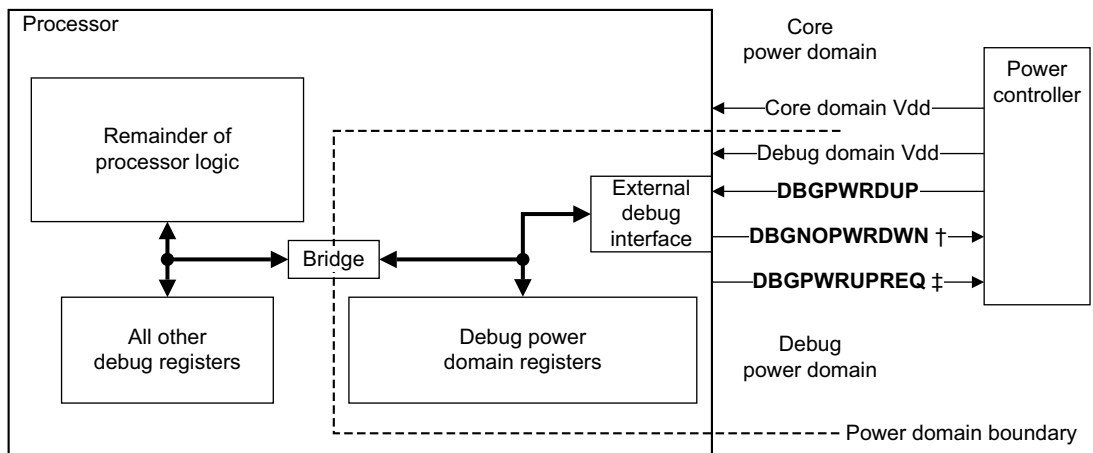 Processor
Core
power domain
Power
controller
Remainder of
processor logic
Core domain Vdd
Debug domain Vdd
External
debug
interface
DBGPWRDUP
DBGNOPWRDWN †
DBGPWRUPREQ ‡
Bridge
All other
debug registers
Debug power
domain registers
Debug
power domain
Power domain boundary